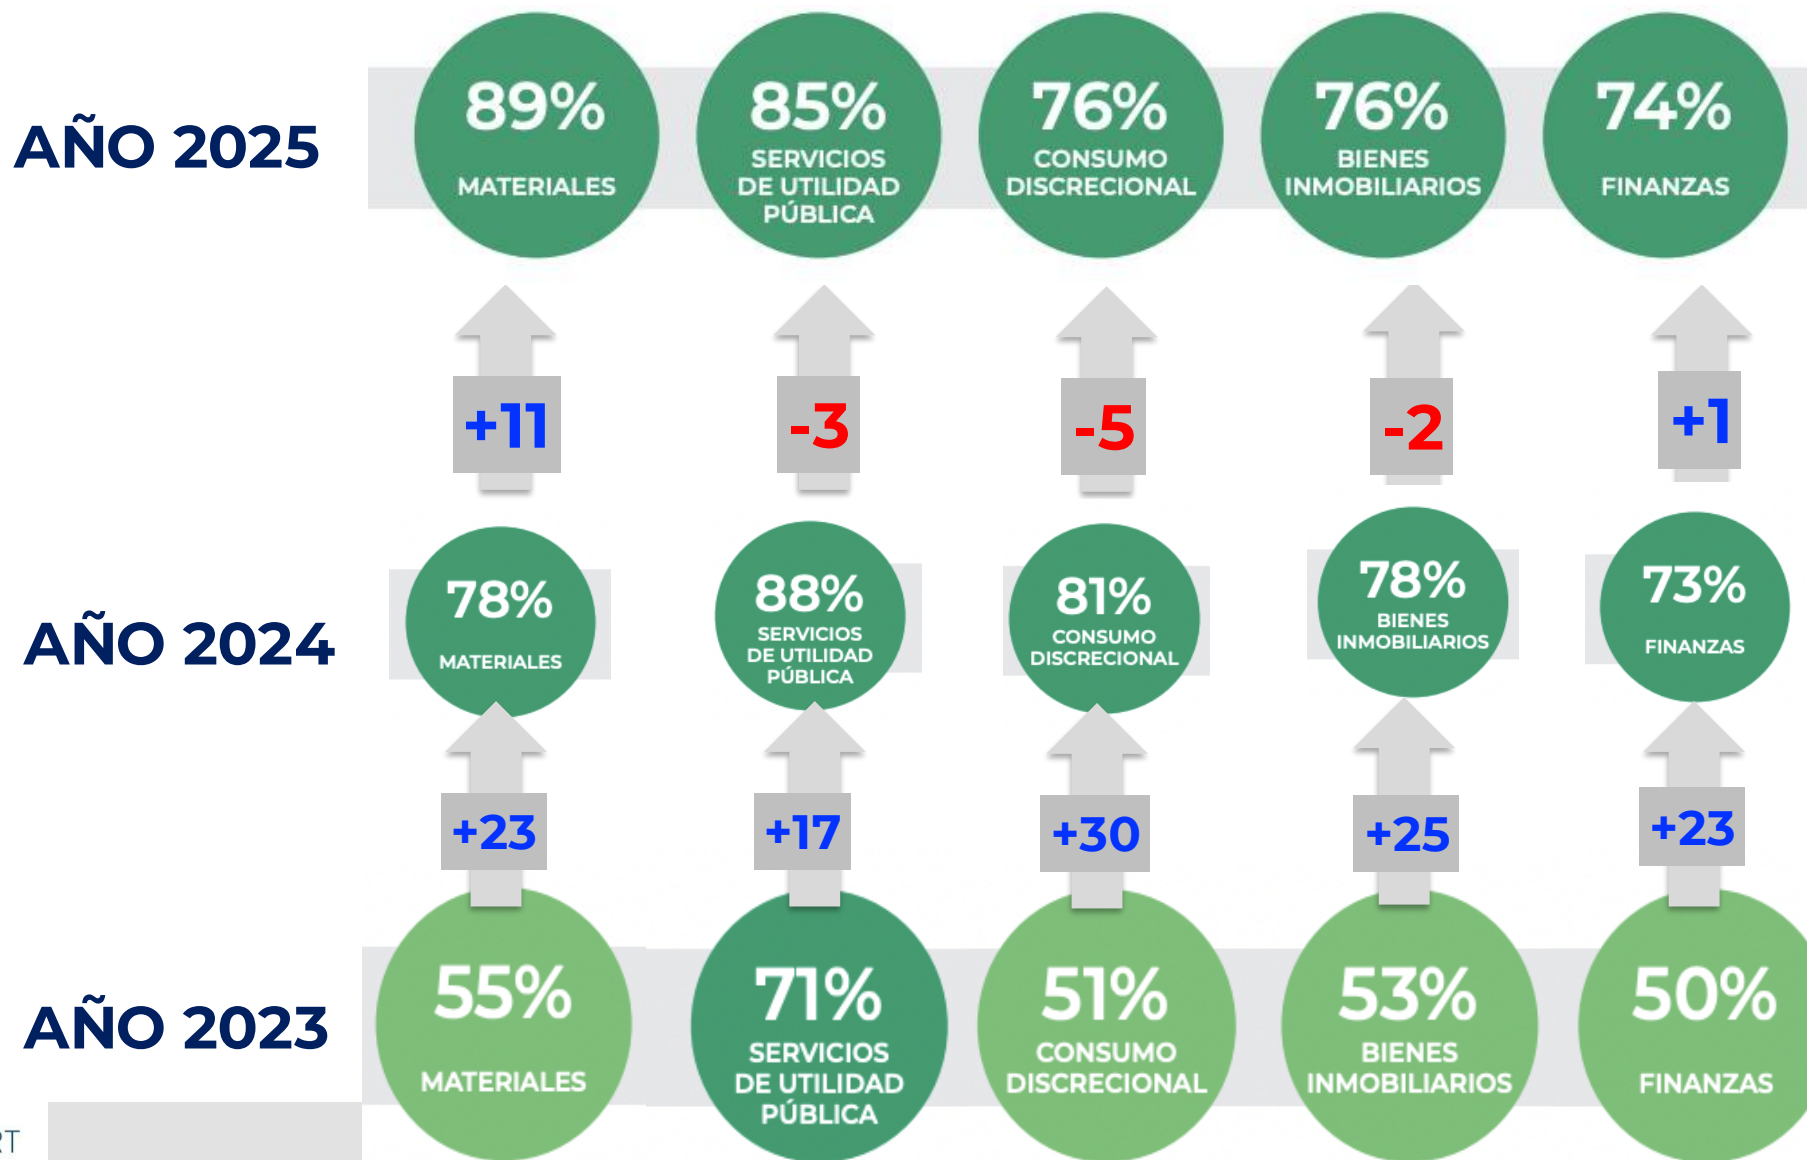 AÑO 2025
89%
MATERIALES
85%
SERVICIOS
DE UTILIDAD
PÚBLICA
76%
CONSUMO
DISCRECIONAL
76%
BIENES
INMOBILIARIOS
74%
FINANZAS
+11
-3
-5
-2
+1
AÑO 2024
78%
MATERIALES
88%
SERVICIOS
DE UTILIDAD
PÚBLICA
81%
CONSUMO
DISCRECIONAL
78%
BIENES
INMOBILIARIOS
73%
FINANZAS
+23
+17
+30
+25
+23
AÑO 2023
55%
MATERIALES
71%
SERVICIOS
DE UTILIDAD
PÚBLICA
51%
CONSUMO
DISCRECIONAL
53%
BIENES
INMOBILIARIOS
50%
FINANZAS